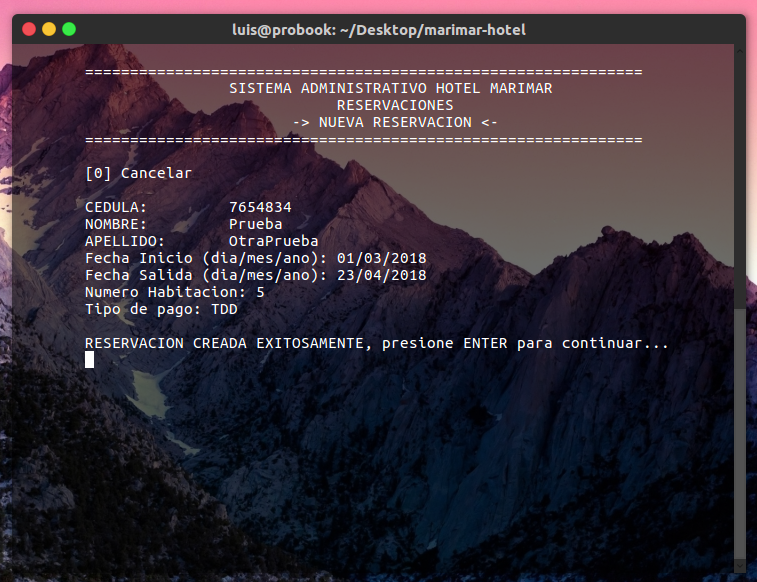 luis@probook: ~/Desktop/marimar-hotel
==============================================================
SISTEMA ADMINISTRATIVO HOTEL MARIMAR
RESERVACIONES
-> NUEVA RESERVACION <-
==============================================================
[0] Cancelar
CEDULA: 7654834
NOMBRE: Prueba
APELLIDO: OtraPrueba
Fecha Inicio (dia/mes/ano): 01/03/2018
Fecha Salida (dia/mes/ano): 23/04/2018
Numero Habitacion: 5
Tipo de pago: TDD
RESERVACION CREADA EXITOSAMENTE, presione ENTER para continuar...